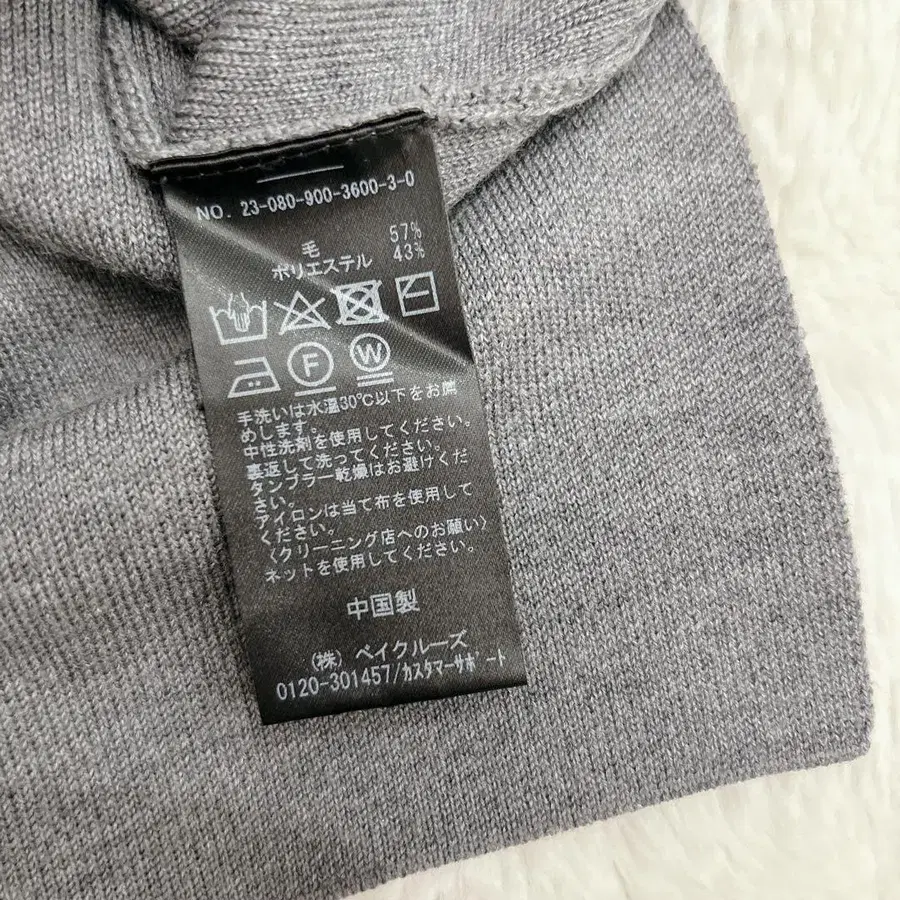 NO. 23-080-900-3600-3-0
毛 57%
ポリエステル 43%
F W
手洗いは水温30℃以下をお薦
めします。
中性洗剤を使用してください。
裏返して洗ってください。
タンブラー乾燥はお避けくだ
さい。
アイロンは当て布を使用して
ください。
〈クリーニング店へのお願い〉
ネットを使用してください。
中国製
(株) ベイクルーズ
0120-301457/カスタマーサポート